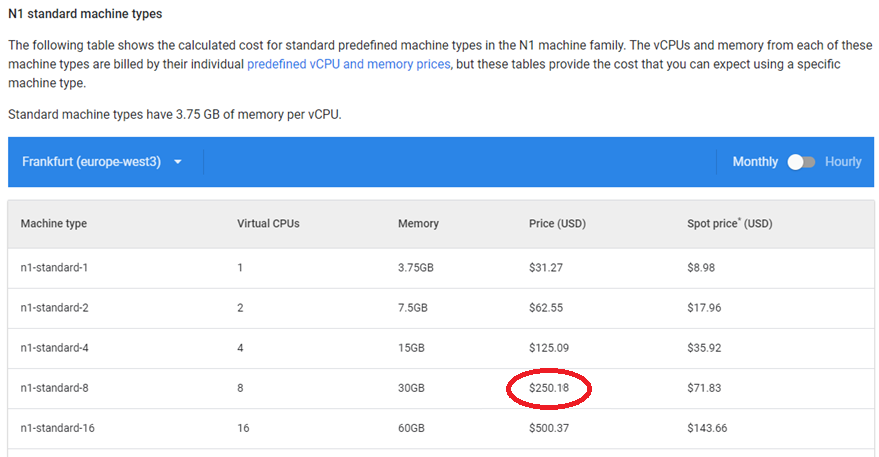 N1 standard machine types
The following table shows the calculated cost for standard predefined machine types in the N1 machine family. The vCPUs and memory from each of these
machine types are billed by their individual predefined vCPU and memory prices, but these tables provide the cost that you can expect using a specific
machine type.
Standard machine types have 3.75 GB of memory per vCPU.
Frankfurt (europe-west3) Monthly Hourly
Machine type Virtual CPUs Memory Price (USD) Spot price* (USD)
n1-standard-1 1 3.75GB $31.27 $8.98
n1-standard-2 2 7.5GB $62.55 $17.96
n1-standard-4 4 15GB $125.09 $35.92
n1-standard-8 8 30GB $250.18 $71.83
n1-standard-16 16 60GB $500.37 $143.66